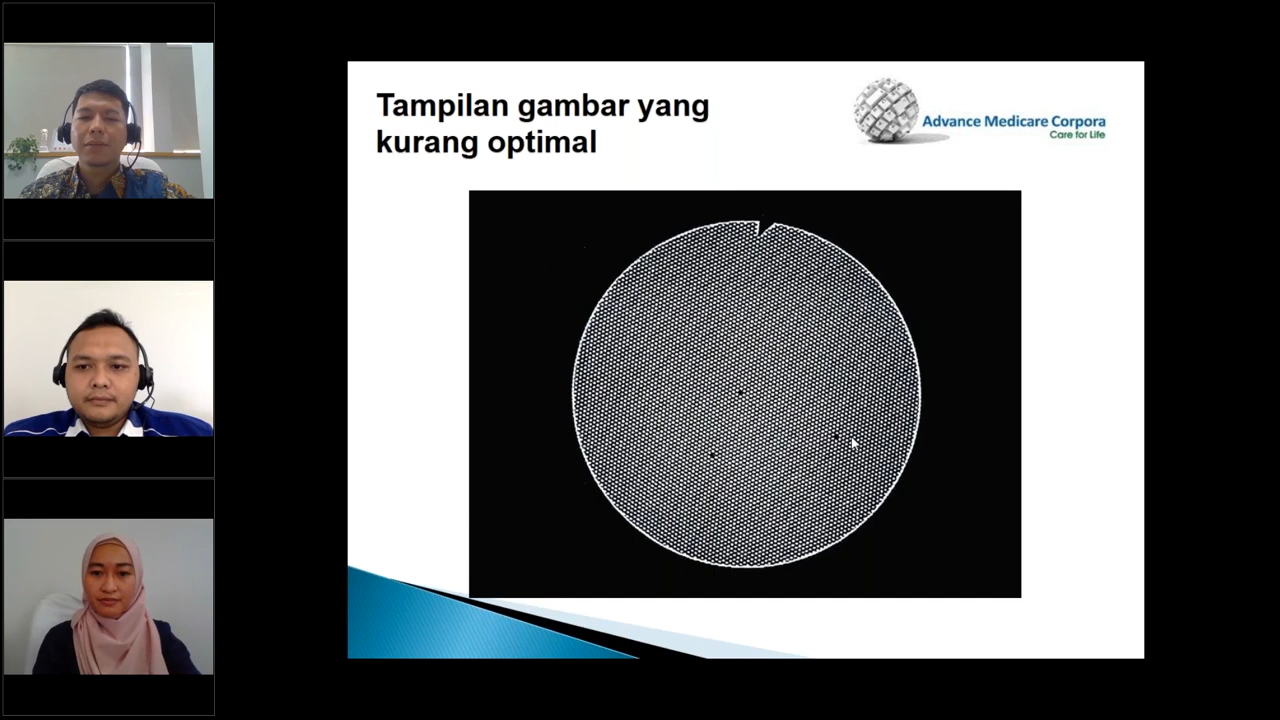 Tampilan gambar yang
kurang optimal
Advance Medicare Corpora
Care for Life